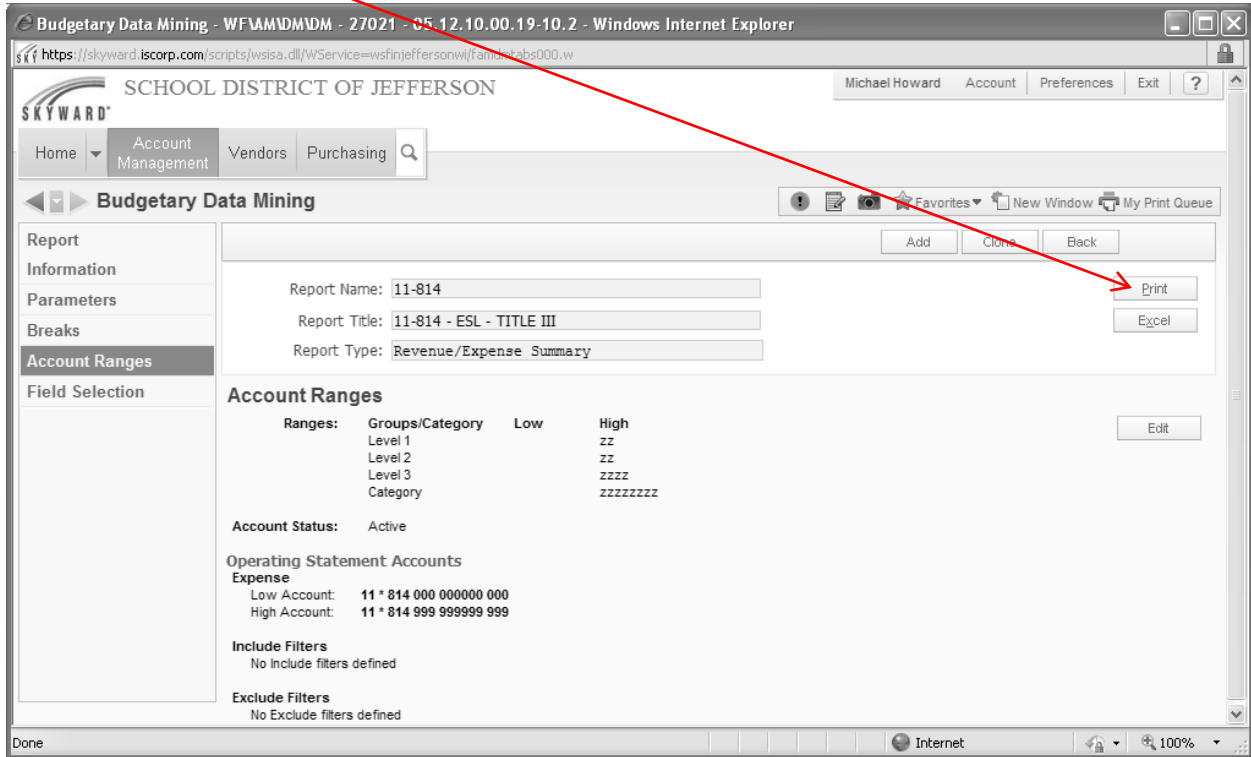 Budgetary Data Mining - WF\AM\DM\DM - 27021 - 05.12.10.00.19-10.2 - Windows Internet Explorer
https://skyward.iscorp.com/scripts/wsisa.dll/WService=wsfinjeffersonwi/famdmtabs000.w
SKYWARD
SCHOOL DISTRICT OF JEFFERSON
Michael Howard Account Preferences Exit ?
Home Account Management Vendors Purchasing
Budgetary Data Mining
Favorites New Window My Print Queue
Report Information
Parameters
Breaks
Account Ranges
Field Selection
Add Clone Back
Report Name: 11-814
Print
Report Title: 11-814 - ESL - TITLE III
Excel
Report Type: Revenue/Expense Summary
Account Ranges
Ranges: Groups/Category Low High
Edit
Level 1 zz
Level 2 zz
Level 3 zzzz
Category zzzzzzzz
Account Status: Active
Operating Statement Accounts
Expense
Low Account: 11 * 814 000 000000 000
High Account: 11 * 814 999 999999 999
Include Filters
No Include filters defined
Exclude Filters
No Exclude filters defined
Done Internet 100%